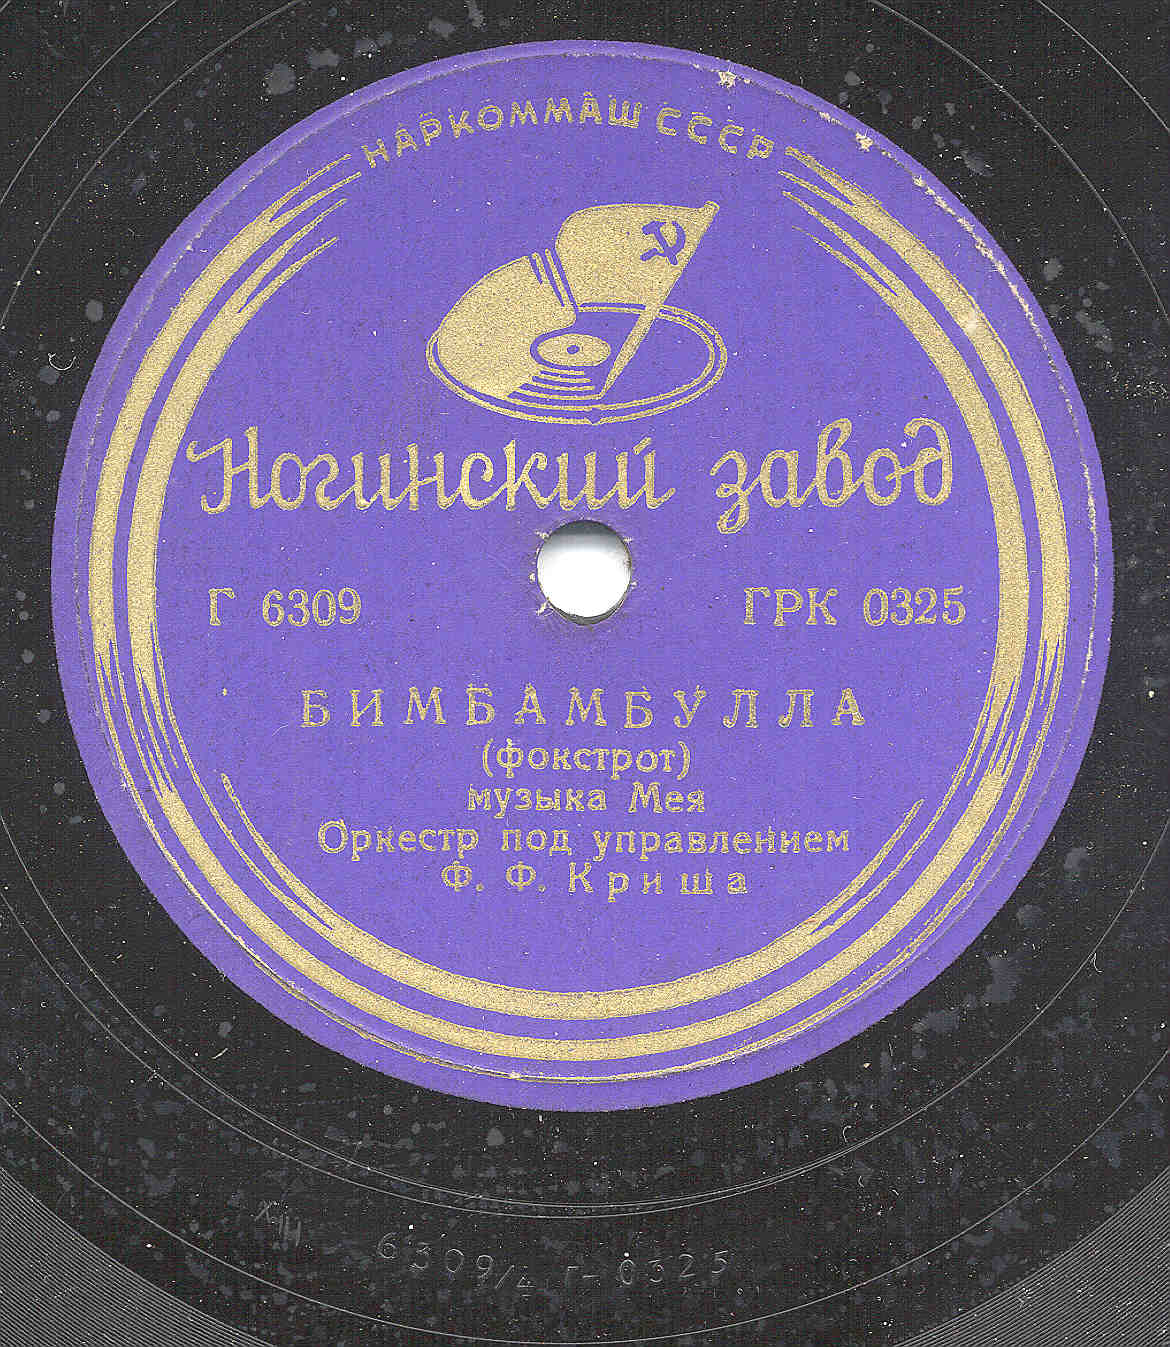 НАРКОММАШ СССР
Ногинский завод
Г 6309 ГРК 0325
БИМБАМБУЛЛА
(фокстрот)
музыка Мея
Оркестр под управлением
Ф. Ф. Криша
6309/4 Г-0325